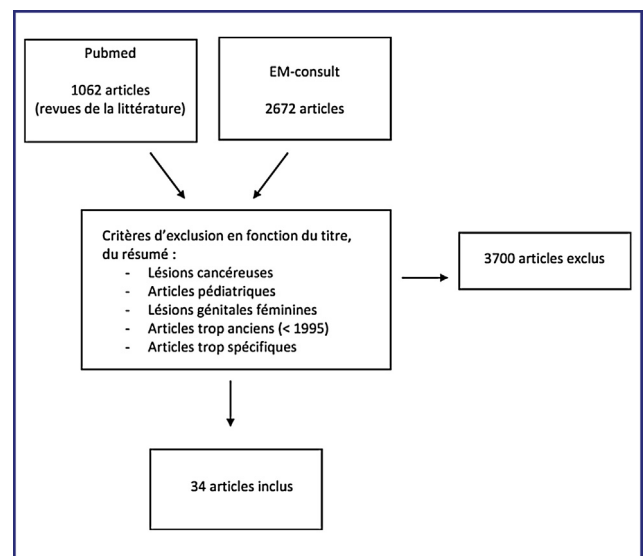 Pubmed
1062 articles
(revues de la littérature)
EM-consult
2672 articles
Critères d’exclusion en fonction du titre,
du résumé :
- Lésions cancéreuses
- Articles pédiatriques
- Lésions génitales féminines
- Articles trop anciens (< 1995)
- Articles trop spécifiques
3700 articles exclus
34 articles inclus